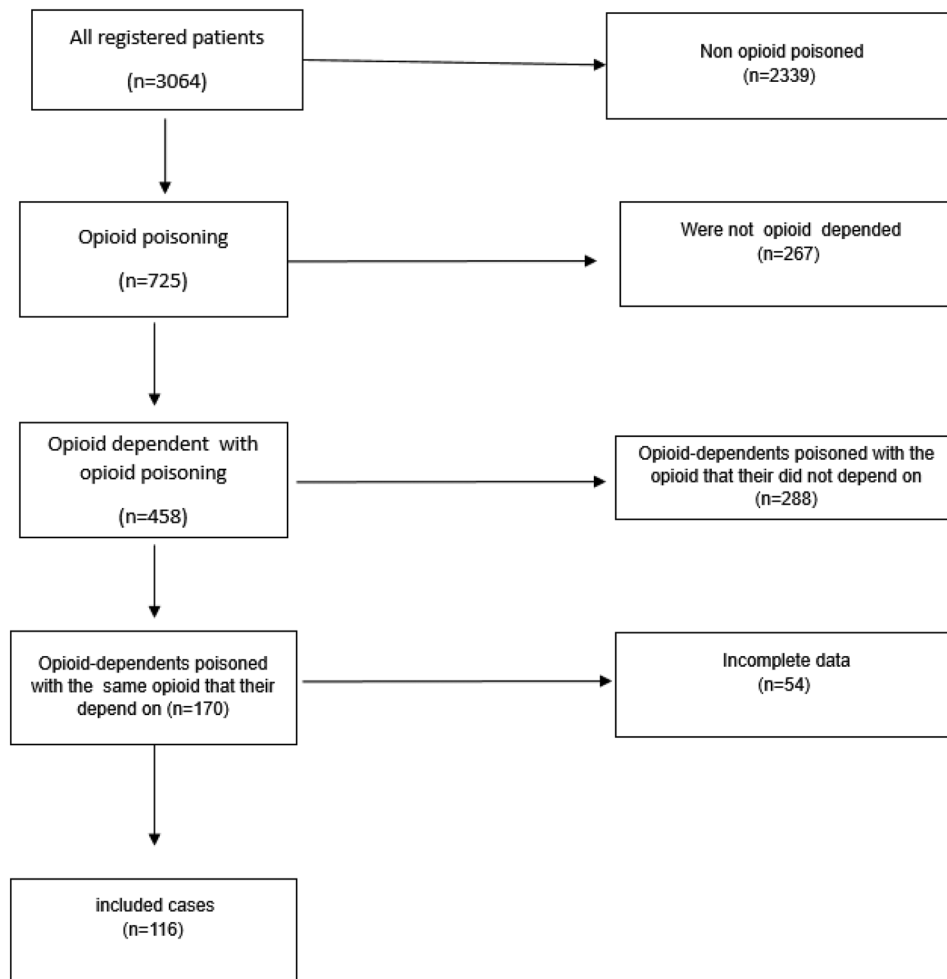 All registered patients
(n=3064)
Non opioid poisoned
(n=2339)
Opioid poisoning
(n=725)
Were not opioid depended
(n=267)
Opioid dependent with
opioid poisoning
(n=458)
Opioid-dependents poisoned with the
opioid that their did not depend on
(n=288)
Opioid-dependents poisoned
with the same opioid that their
depend on (n=170)
Incomplete data
(n=54)
included cases
(n=116)